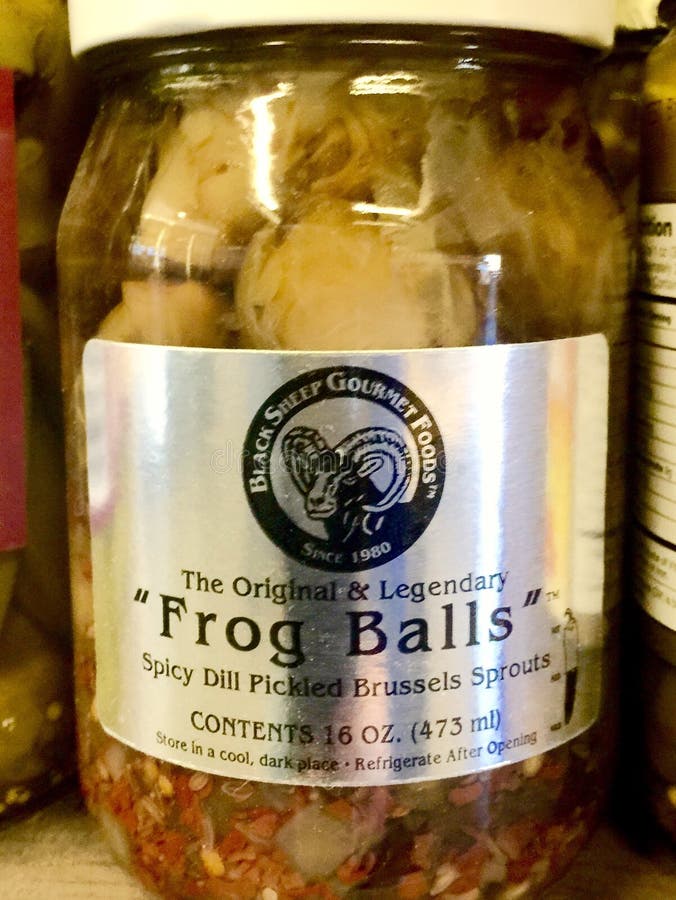 BLACK SHEEP GOURMET FOODS™
SINCE 1980
The Original & Legendary
"Frog Balls"™
Spicy Dill Pickled Brussels Sprouts
CONTENTS 16 OZ. (473 ml)
Store in a cool, dark place • Refrigerate After Opening